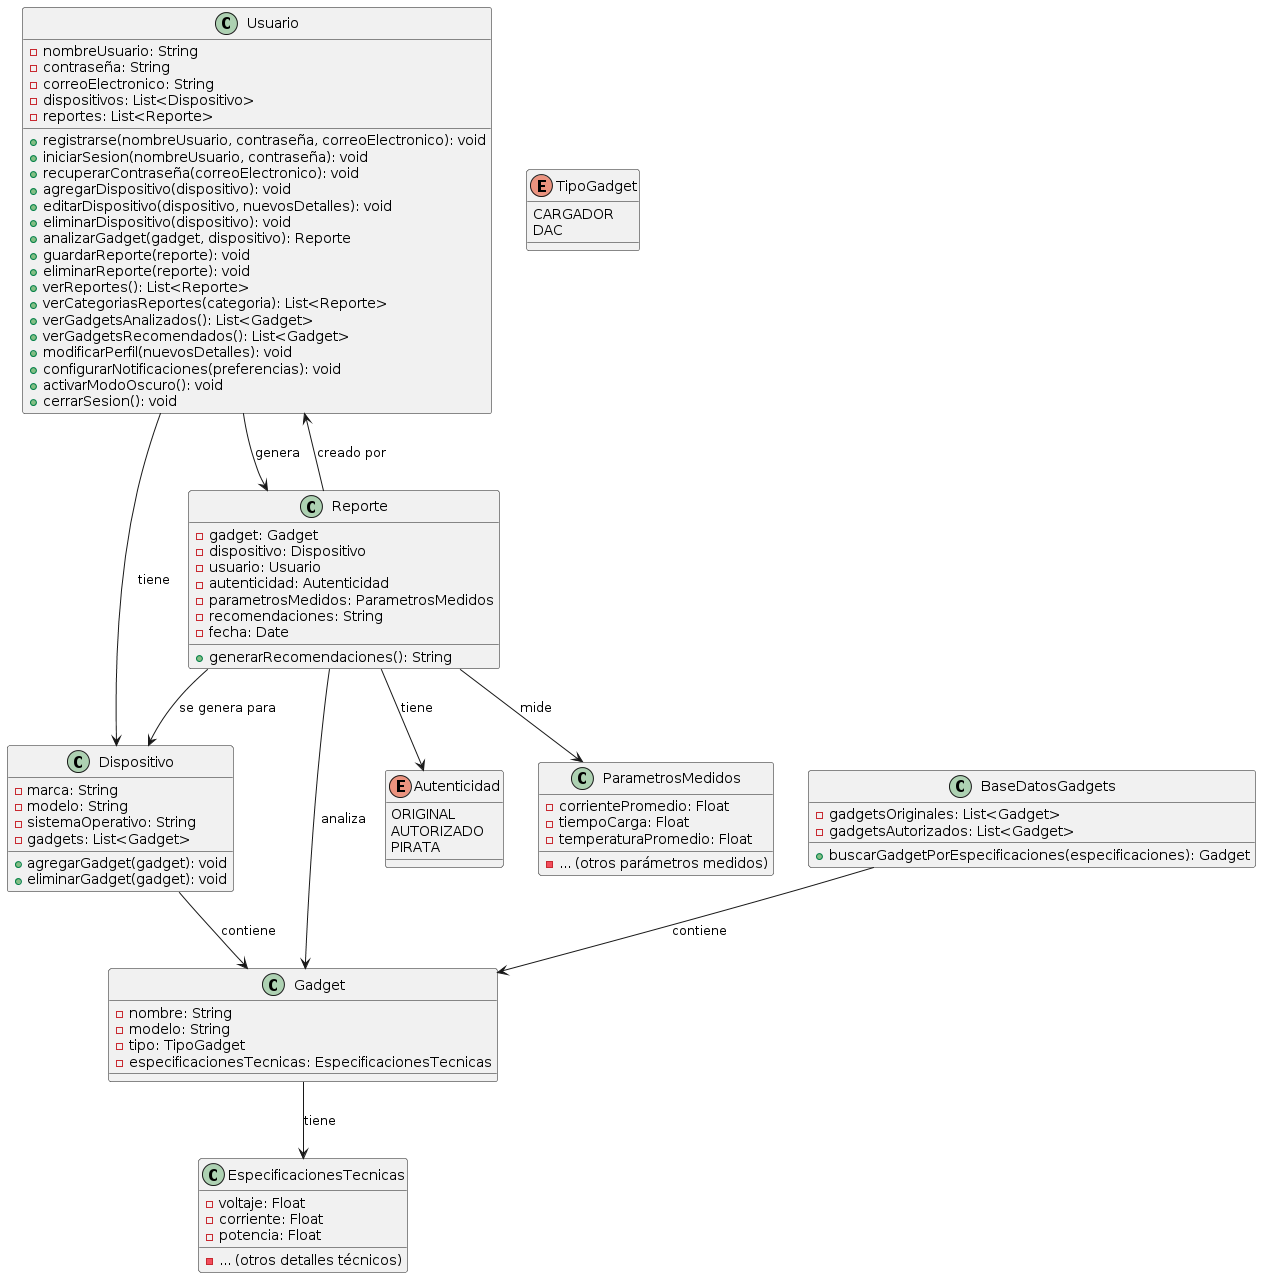 C Usuario
nombreUsuario: String
contraseña: String
correoElectronico: String
dispositivos: List<Dispositivo>
reportes: List<Reporte>
registrarse(nombreUsuario, contraseña, correoElectronico): void
iniciarSesion(nombreUsuario, contraseña): void
recuperarContraseña(correoElectronico): void
agregarDispositivo(dispositivo): void
editarDispositivo(dispositivo, nuevosDetalles): void
eliminarDispositivo(dispositivo): void
analizarGadget(gadget, dispositivo): Reporte
guardarReporte(reporte): void
eliminarReporte(reporte): void
verReportes(): List<Reporte>
verCategoriasReportes(categoria): List<Reporte>
verGadgetsAnalizados(): List<Gadget>
verGadgetsRecomendados(): List<Gadget>
modificarPerfil(nuevosDetalles): void
configurarNotificaciones(preferencias): void
activarModoOscuro(): void
cerrarSesion(): void
E TipoGadget
CARGADOR
DAC
genera
creado por
tiene
C Reporte
gadget: Gadget
dispositivo: Dispositivo
usuario: Usuario
autenticidad: Autenticidad
parametrosMedidos: ParametrosMedidos
recomendaciones: String
fecha: Date
generarRecomendaciones(): String
se genera para
tiene
mide
analiza
C Dispositivo
marca: String
modelo: String
sistemaOperativo: String
gadgets: List<Gadget>
agregarGadget(gadget): void
eliminarGadget(gadget): void
E Autenticidad
ORIGINAL
AUTORIZADO
PIRATA
C ParametrosMedidos
corrientePromedio: Float
tiempoCarga: Float
temperaturaPromedio: Float
... (otros parámetros medidos)
C BaseDatosGadgets
gadgetsOriginales: List<Gadget>
gadgetsAutorizados: List<Gadget>
buscarGadgetPorEspecificaciones(especificaciones): Gadget
contiene
contiene
C Gadget
nombre: String
modelo: String
tipo: TipoGadget
especificacionesTecnicas: EspecificacionesTecnicas
tiene
C EspecificacionesTecnicas
voltaje: Float
corriente: Float
potencia: Float
... (otros detalles técnicos)